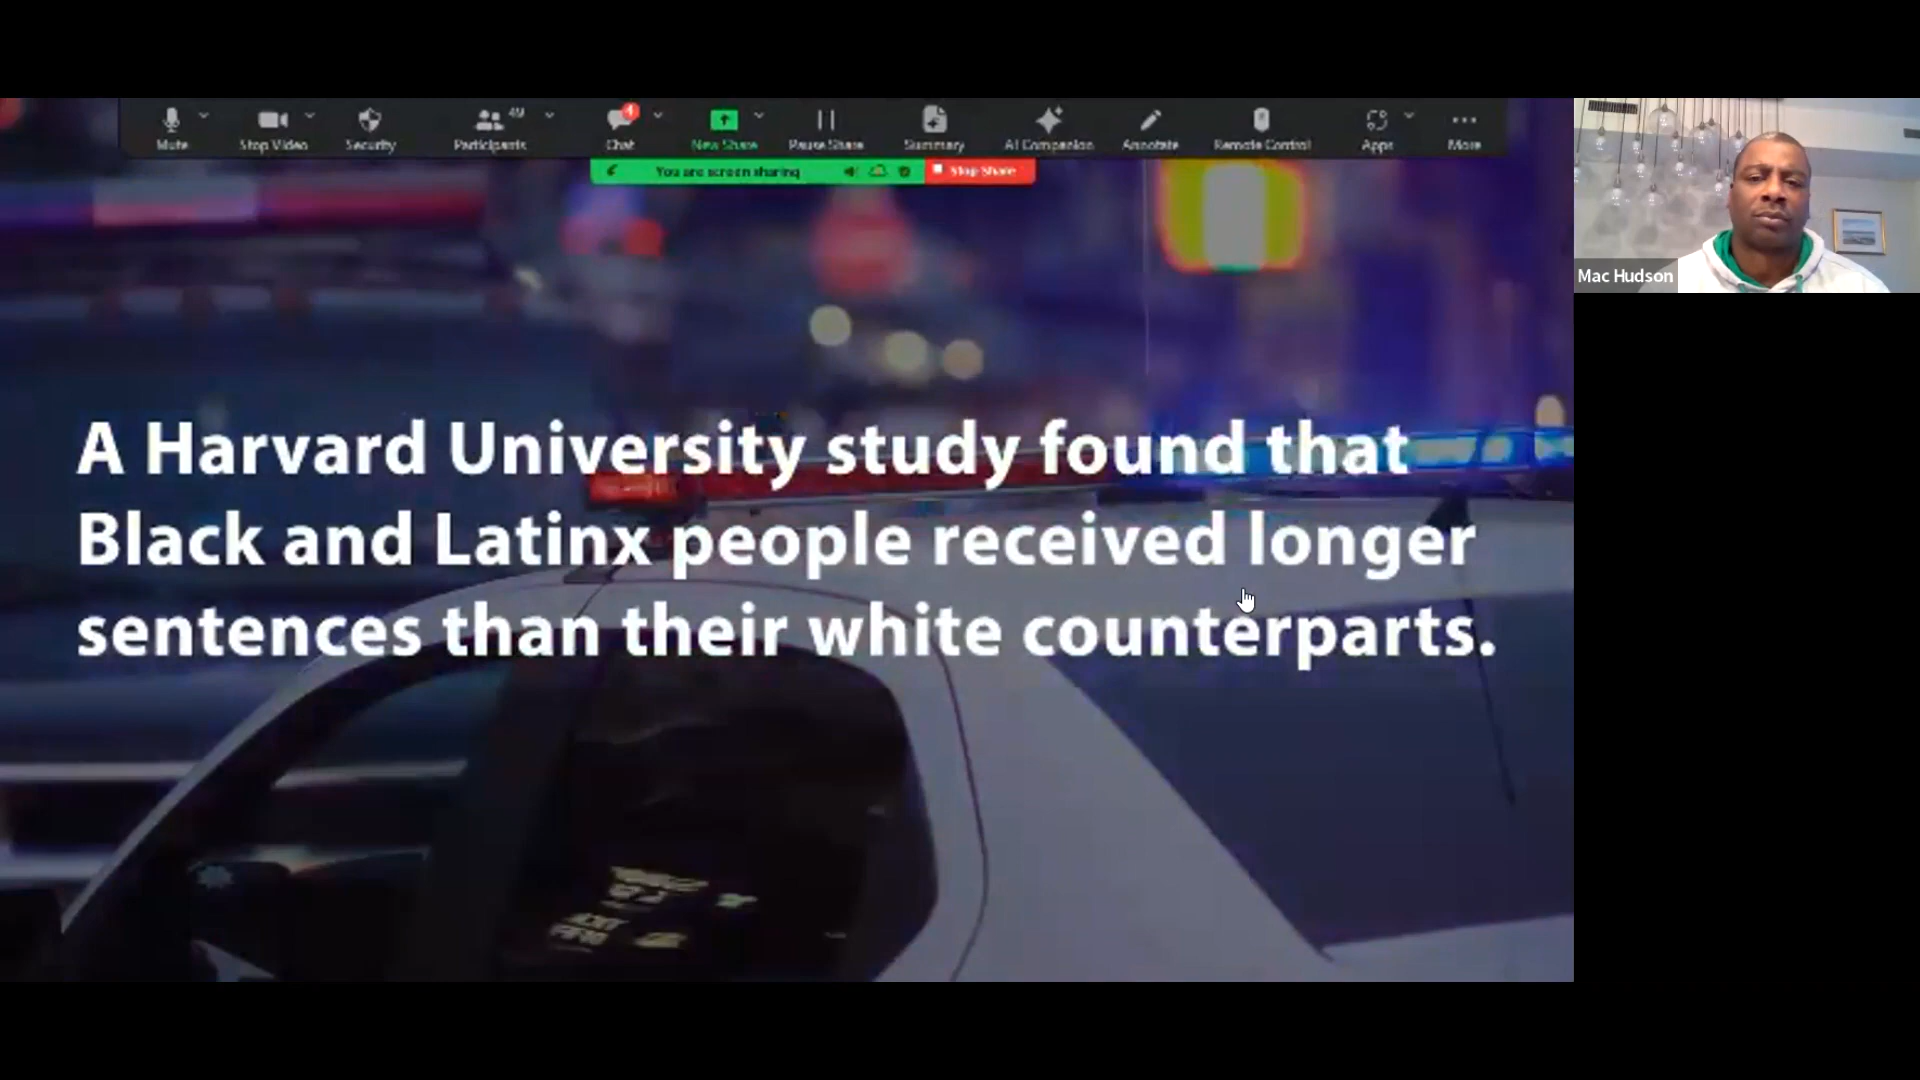 Mute
Stop Video
Security
Participants
49
Chat
4
New Share
Pause Share
Summary
AI Companion
Annotate
Remote Control
Apps
More
You are screen sharing
Stop Share
Mac Hudson
A Harvard University study found that
Black and Latinx people received longer
sentences than their white counterparts.